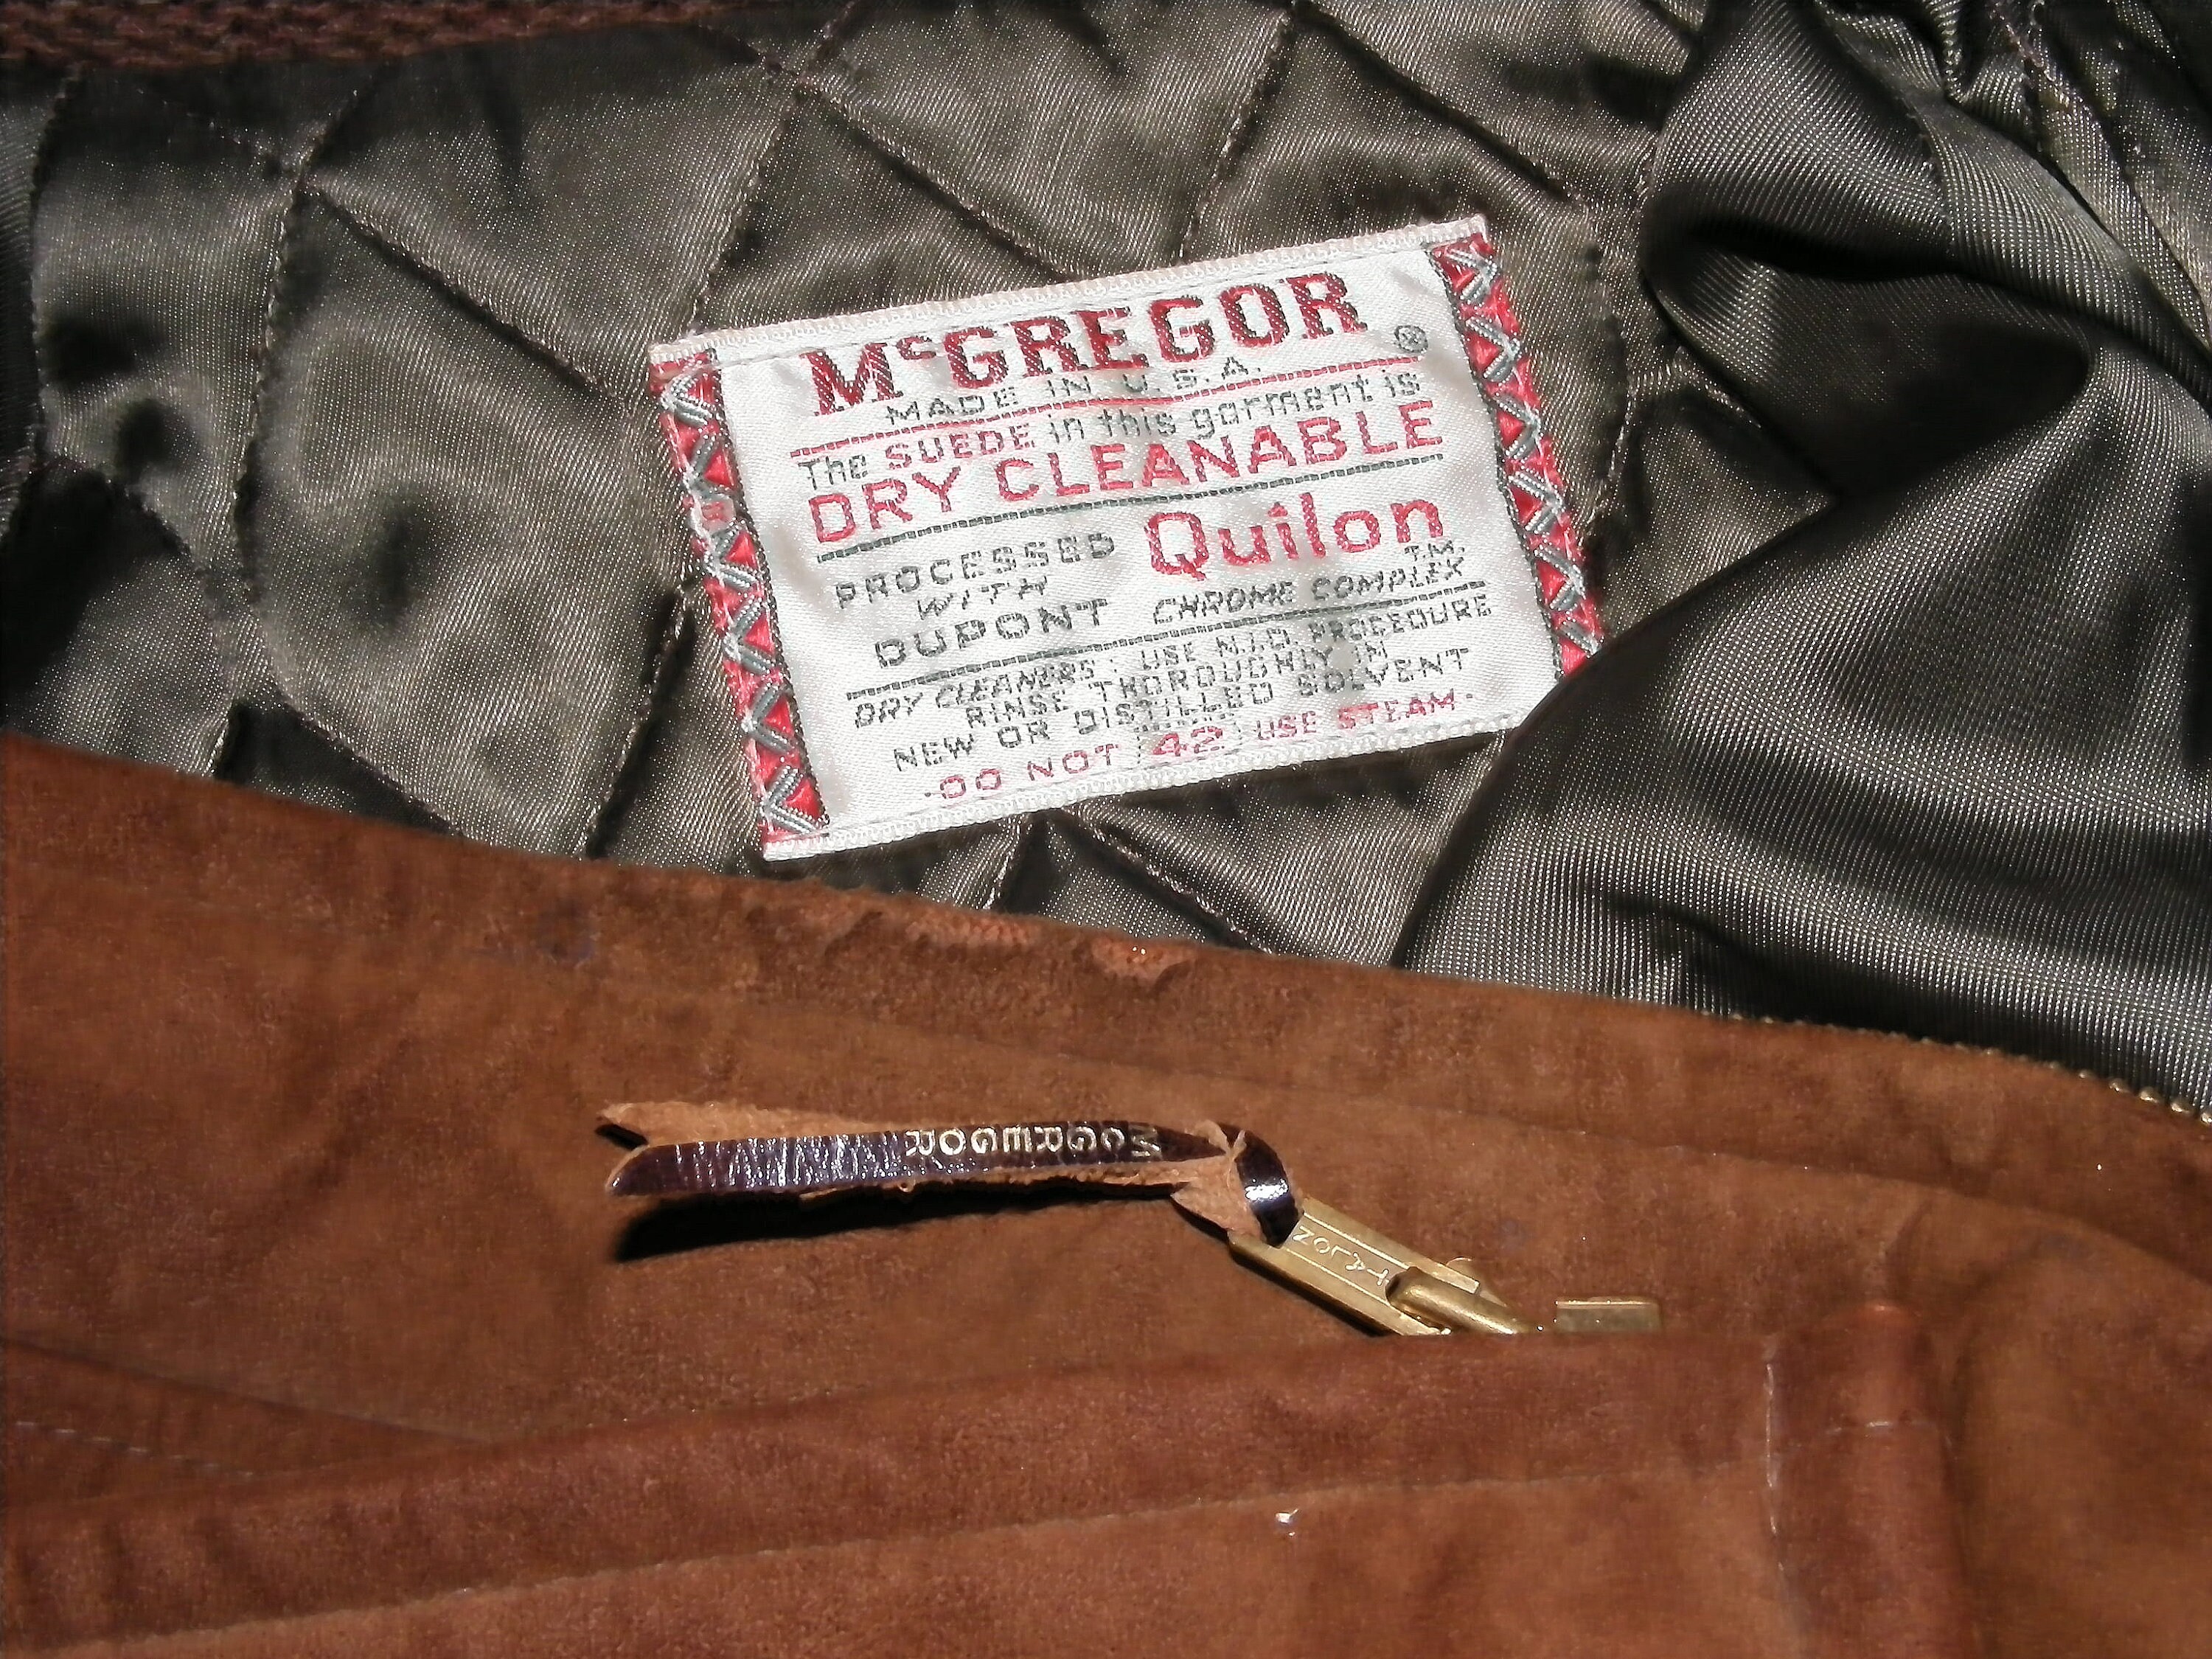 McGREGOR ®
MADE IN U.S.A.
The SUEDE in this garment is
DRY CLEANABLE
PROCESSED
WITH
DUPONT
Quilon
T.M.
CHROME COMPLEX
DRY CLEANERS: USE N.I.D. PROCEDURE
RINSE THOROUGHLY IN
NEW OR DISTILLED SOLVENT
·DO NOT 42 USE STEAM·
McGREGOR
TALON